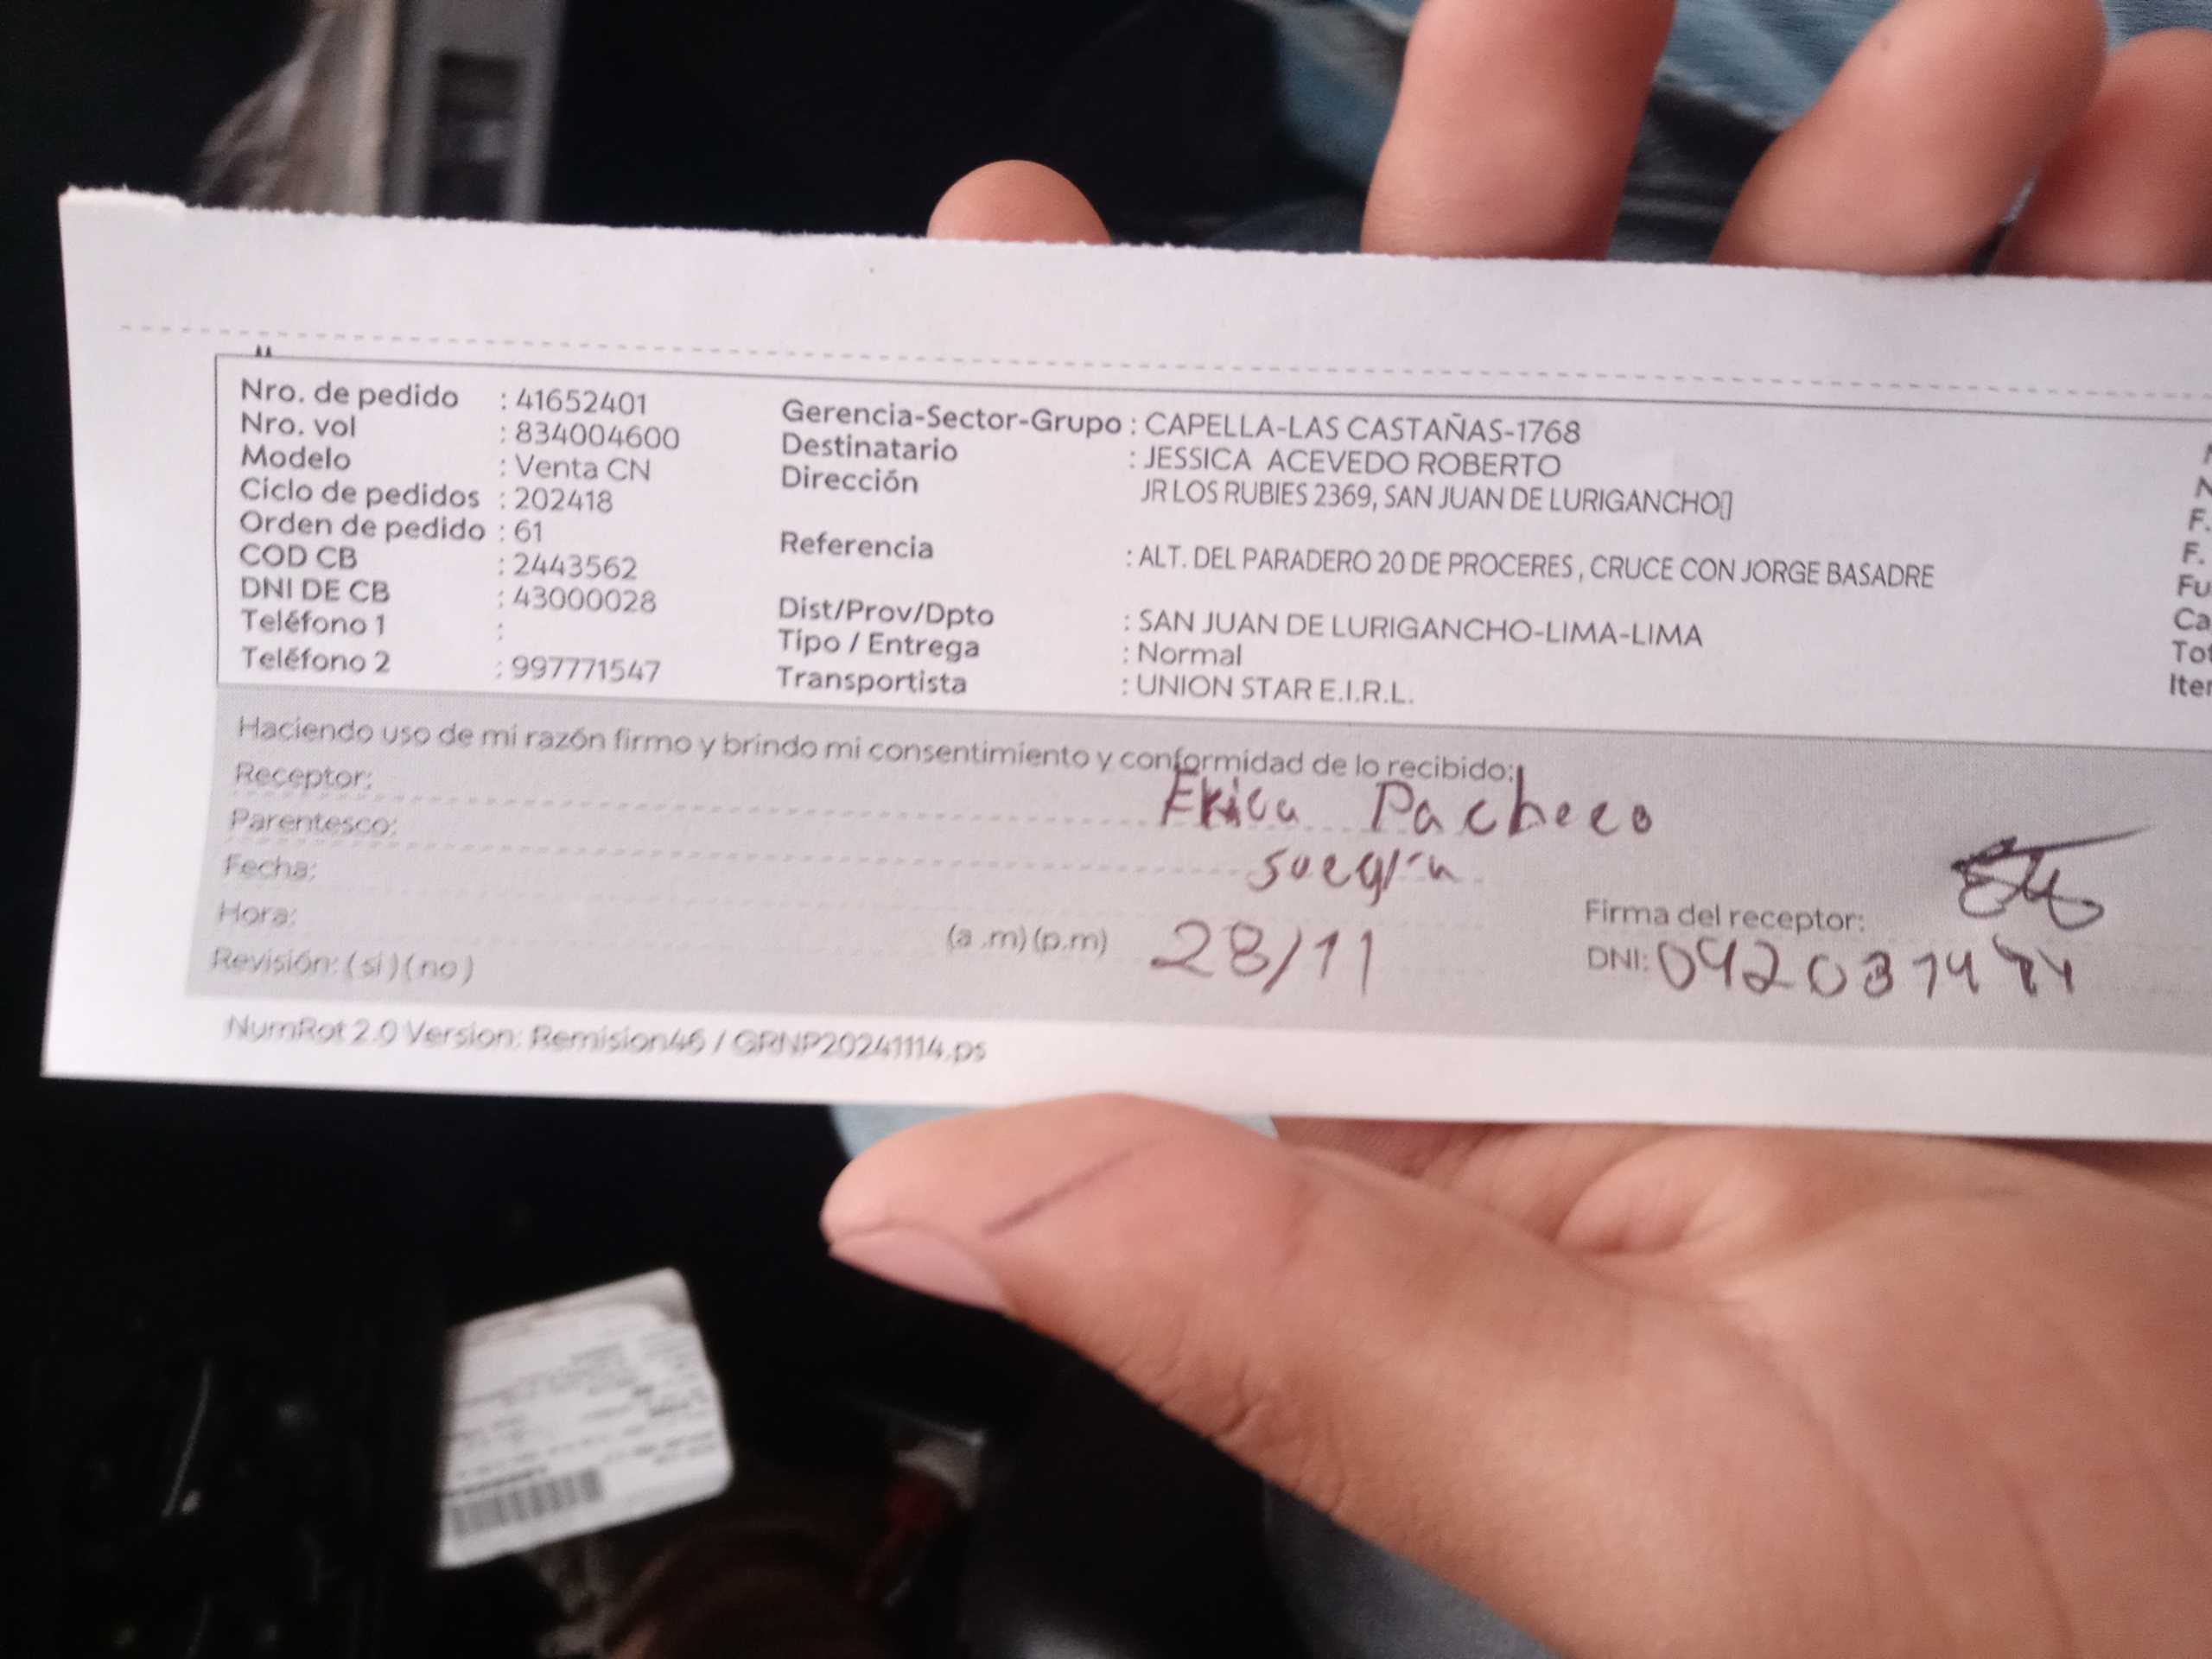 Nro. de pedido : 41652401
Nro. vol : 834004600
Modelo : Venta CN
Ciclo de pedidos : 202418
Orden de pedido : 61
COD CB : 2443562
DNI DE CB : 43000028
Teléfono 1 :
Teléfono 2 : 997771547
Gerencia-Sector-Grupo : CAPELLA-LAS CASTAÑAS-1768
Destinatario : JESSICA ACEVEDO ROBERTO
Dirección JR LOS RUBIES 2369, SAN JUAN DE LURIGANCHO
Referencia : ALT. DEL PARADERO 20 DE PROCERES , CRUCE CON JORGE BASADRE
Dist/Prov/Dpto : SAN JUAN DE LURIGANCHO-LIMA-LIMA
Tipo / Entrega : Normal
Transportista : UNION STAR E.I.R.L.
F.
F.
Fu
Ca
Tot
Iter
Haciendo uso de mi razón firmo y brindo mi consentimiento y conformidad de lo recibido:
Receptor: Erica Pacheco
Parentesco:
Fecha:
Hora: (a .m) (p.m) 28/11
Firma del receptor:
Revisión: ( si ) ( no )
DNI:
NumRot 2.0 Version: Remision46 / GRNP20241114.ps